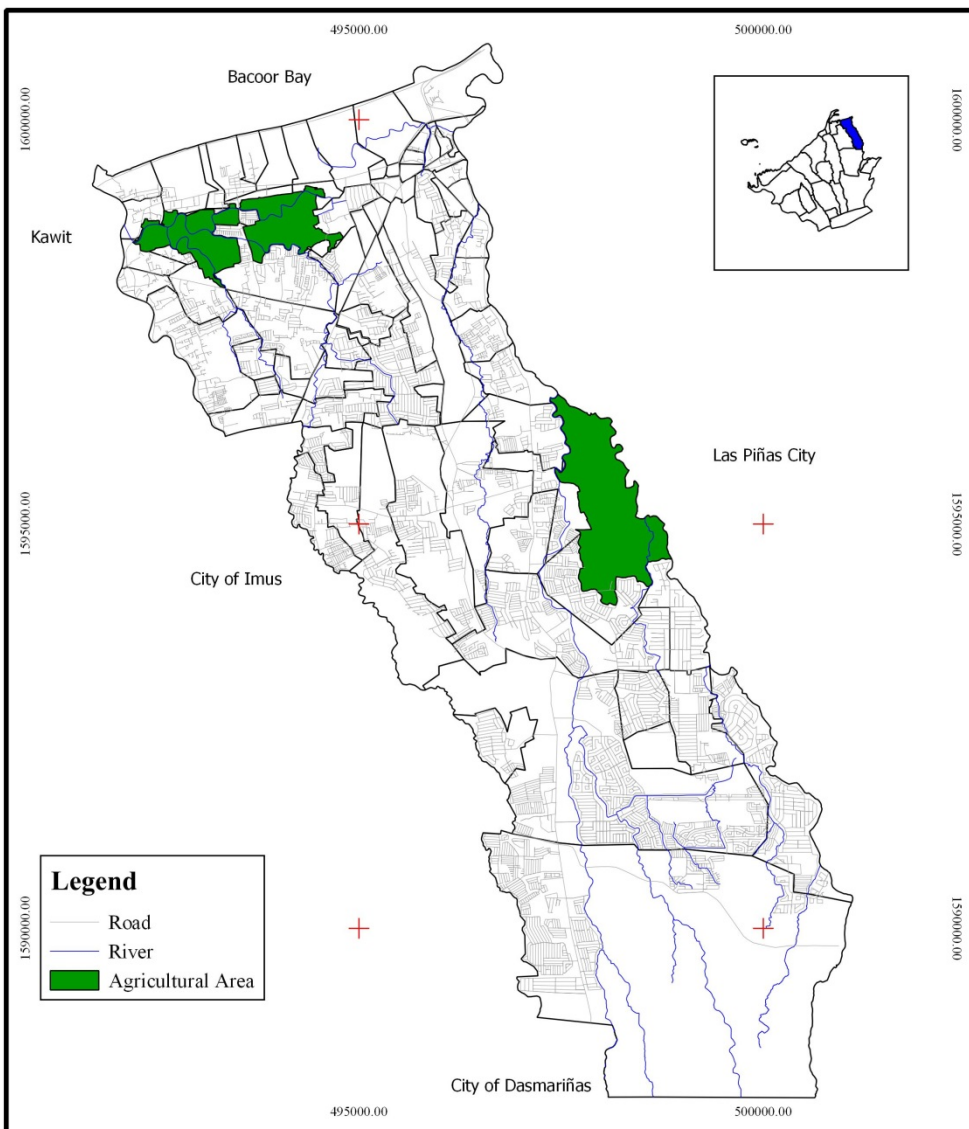 495000.00
500000.00
Bacoor Bay
1600000.00
1600000.00
Kawit
Las Piñas City
1595000.00
1595000.00
City of Imus
Legend
Road
River
Agricultural Area
1590000.00
1590000.00
City of Dasmariñas
495000.00
500000.00